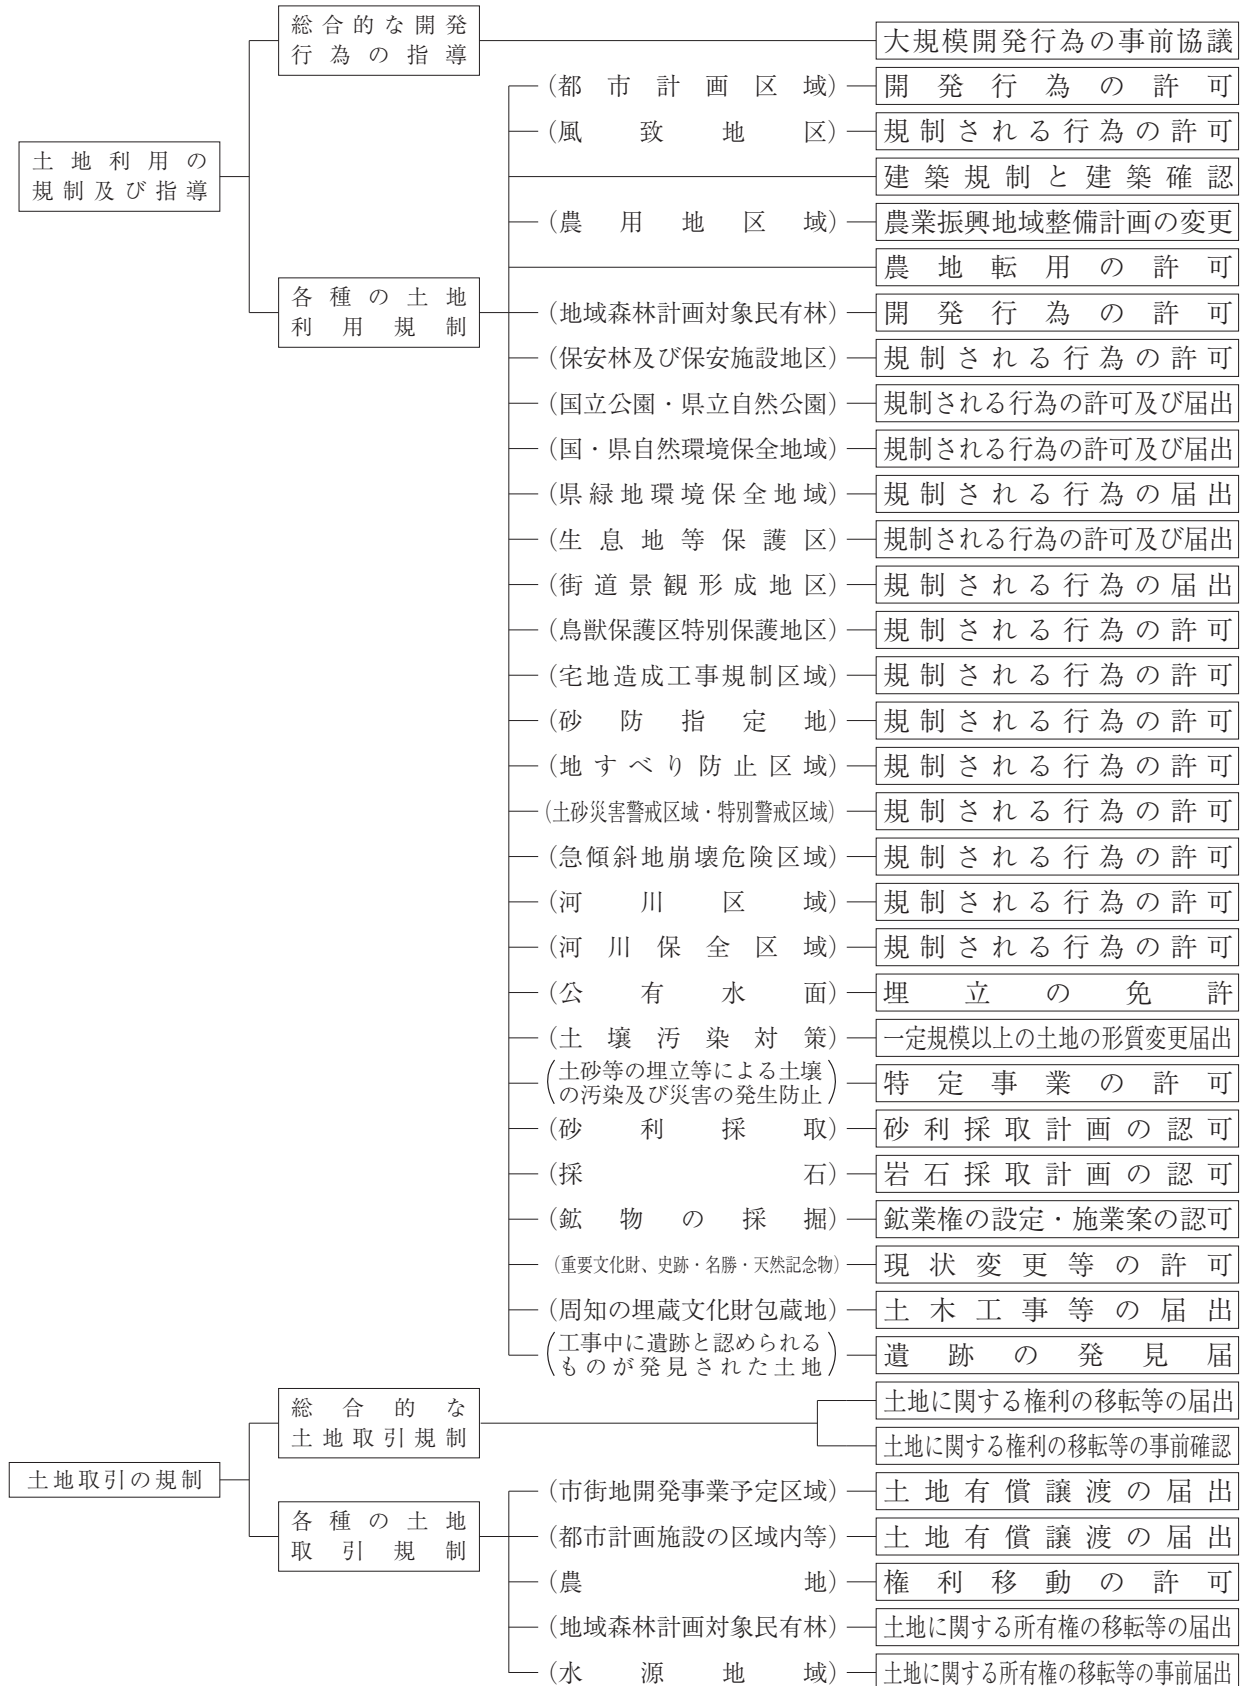 総合的な開発
行為の指導
大規模開発行為の事前協議
(都市計画区域) 開発行為の許可
(風致地区) 規制される行為の許可
土地利用の
規制及び指導
建築規制と建築確認
(農用地区域) 農業振興地域整備計画の変更
農地転用の許可
各種の土地
利用規制
(地域森林計画対象民有林) 開発行為の許可
(保安林及び保安施設地区) 規制される行為の許可
(国立公園・県立自然公園) 規制される行為の許可及び届出
(国・県自然環境保全地域) 規制される行為の許可及び届出
(県緑地環境保全地域) 規制される行為の届出
(生息地等保護区) 規制される行為の許可及び届出
(街道景観形成地区) 規制される行為の届出
(鳥獣保護区特別保護地区) 規制される行為の許可
(宅地造成工事規制区域) 規制される行為の許可
(砂防指定地) 規制される行為の許可
(地すべり防止区域) 規制される行為の許可
(土砂災害警戒区域・特別警戒区域) 規制される行為の許可
(急傾斜地崩壊危険区域) 規制される行為の許可
(河川区域) 規制される行為の許可
(河川保全区域) 規制される行為の許可
(公有水面) 埋立の免許
(土壌汚染対策) 一定規模以上の土地の形質変更届出
(土砂等の埋立等による土壌
の汚染及び災害の発生防止) 特定事業の許可
(砂利採取) 砂利採取計画の認可
(採石) 岩石採取計画の認可
(鉱物の採掘) 鉱業権の設定・施業案の認可
(重要文化財、史跡・名勝・天然記念物) 現状変更等の許可
(周知の埋蔵文化財包蔵地) 土木工事等の届出
(工事中に遺跡と認められる
ものが発見された土地) 遺跡の発見届
総合的な
土地取引規制
土地に関する権利の移転等の届出
土地に関する権利の移転等の事前確認
土地取引の規制
各種の土地
取引規制
(市街地開発事業予定区域) 土地有償譲渡の届出
(都市計画施設の区域内等) 土地有償譲渡の届出
(農地) 権利移動の許可
(地域森林計画対象民有林) 土地に関する所有権の移転等の届出
(水源地域) 土地に関する所有権の移転等の事前届出